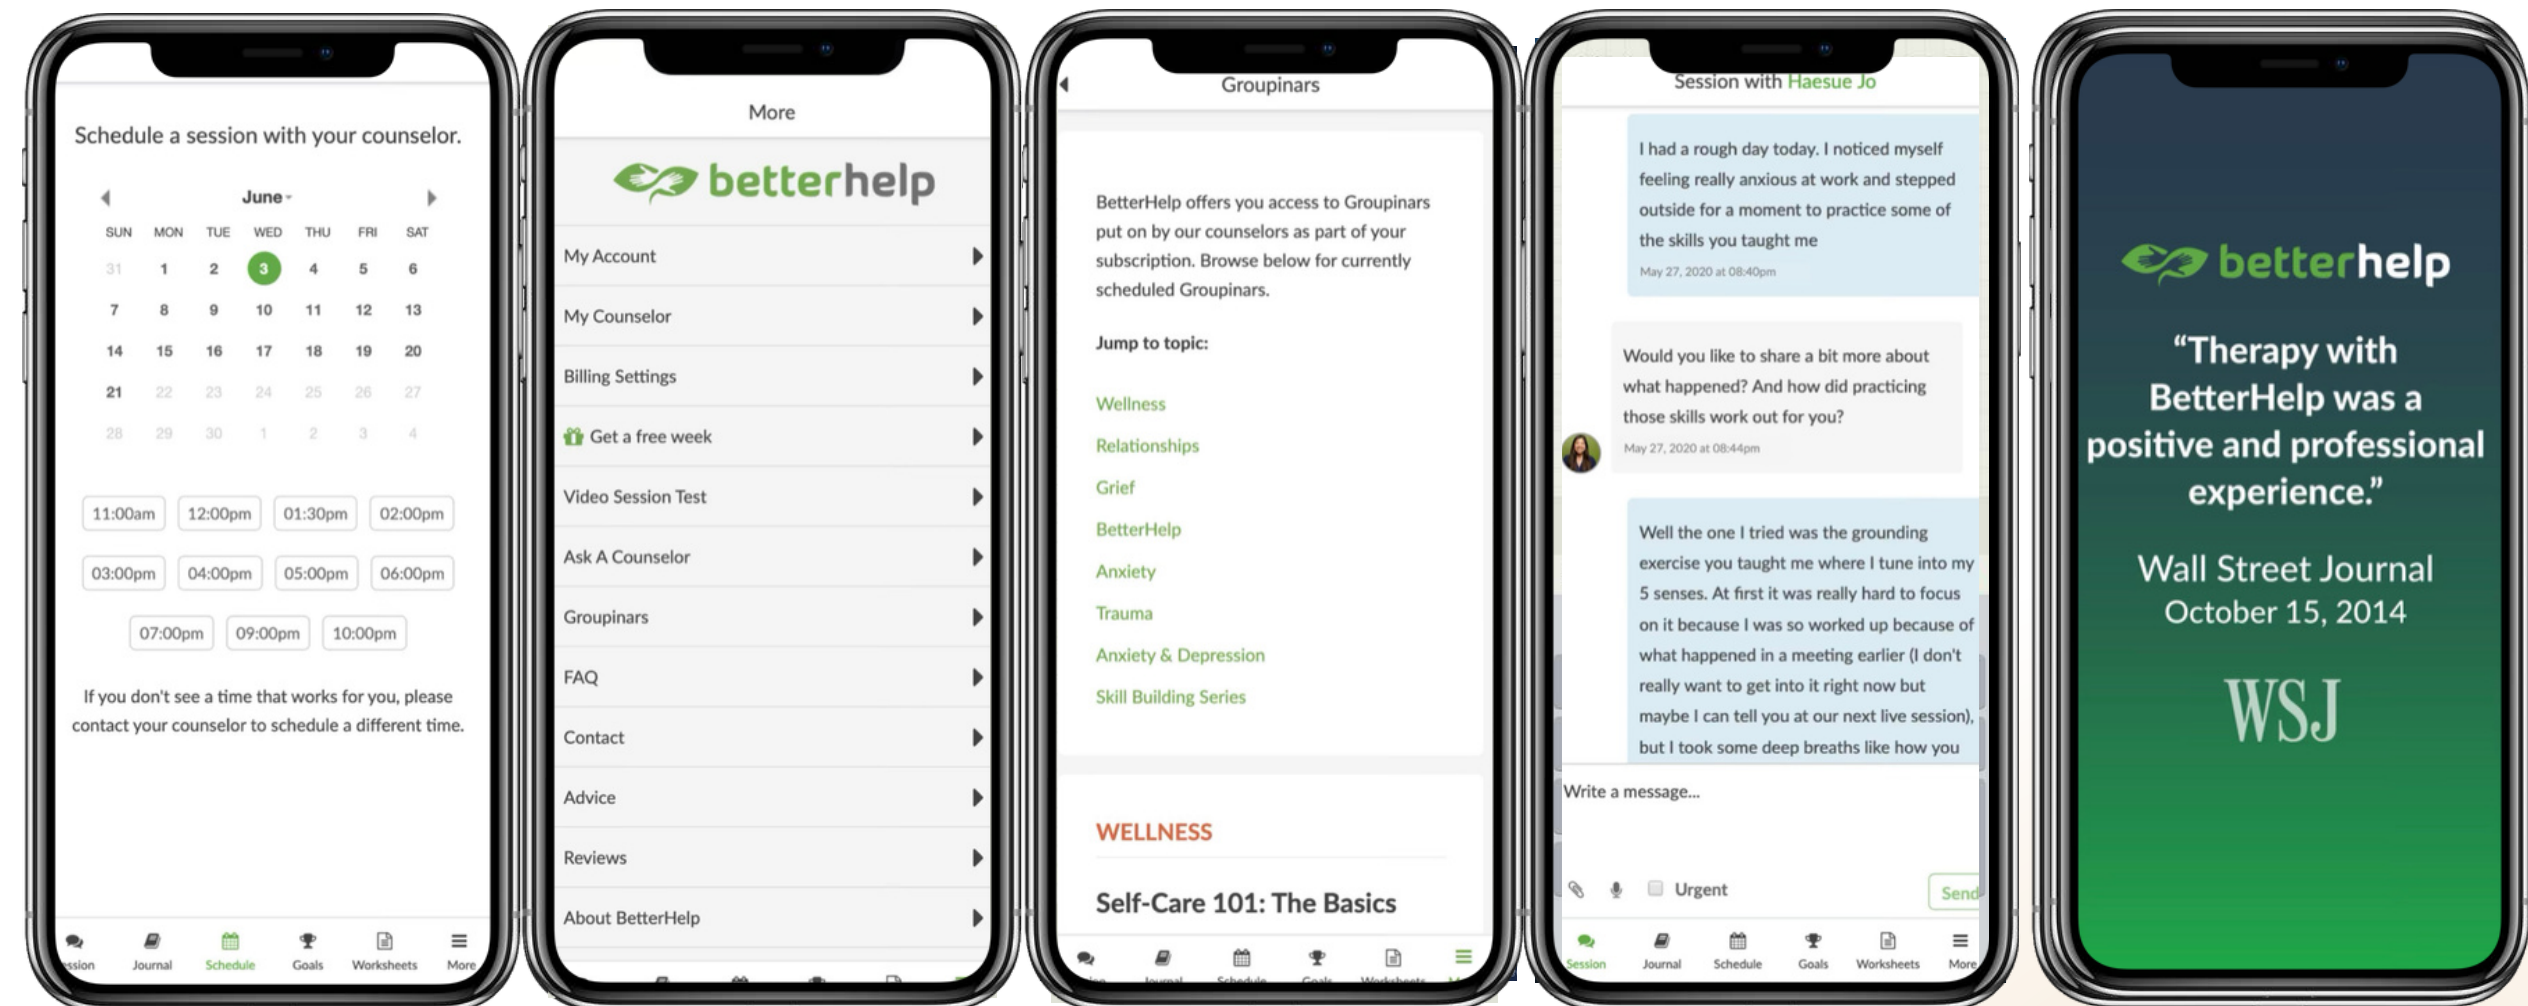 Schedule a session with your counselor.
June
SUN MON TUE WED THU FRI SAT
31 1 2 3 4 5 6
7 8 9 10 11 12 13
14 15 16 17 18 19 20
21 22 23 24 25 26 27
28 29 30 1 2 3 4
11:00am 12:00pm 01:30pm 02:00pm
03:00pm 04:00pm 05:00pm 06:00pm
07:00pm 09:00pm 10:00pm
If you don't see a time that works for you, please
contact your counselor to schedule a different time.
ession Journal Schedule Goals Worksheets More
More
betterhelp
My Account
My Counselor
Billing Settings
Get a free week
Video Session Test
Ask A Counselor
Groupinars
FAQ
Contact
Advice
Reviews
About BetterHelp
Groupinars
BetterHelp offers you access to Groupinars
put on by our counselors as part of your
subscription. Browse below for currently
scheduled Groupinars.
Jump to topic:
Wellness
Relationships
Grief
BetterHelp
Anxiety
Trauma
Anxiety & Depression
Skill Building Series
WELLNESS
Self-Care 101: The Basics
Journal Schedule Goals Worksheets
Session with Haesue Jo
I had a rough day today. I noticed myself
feeling really anxious at work and stepped
outside for a moment to practice some of
the skills you taught me
May 27, 2020 at 08:40pm
Would you like to share a bit more about
what happened? And how did practicing
those skills work out for you?
May 27, 2020 at 08:44pm
Well the one I tried was the grounding
exercise you taught me where I tune into my
5 senses. At first it was really hard to focus
on it because I was so worked up because of
what happened in a meeting earlier (I don't
really want to get into it right now but
maybe I can tell you at our next live session),
but I took some deep breaths like how you
Write a message...
Urgent Send
Session Journal Schedule Goals Worksheets More
betterhelp
“Therapy with
BetterHelp was a
positive and professional
experience.”
Wall Street Journal
October 15, 2014
WSJ